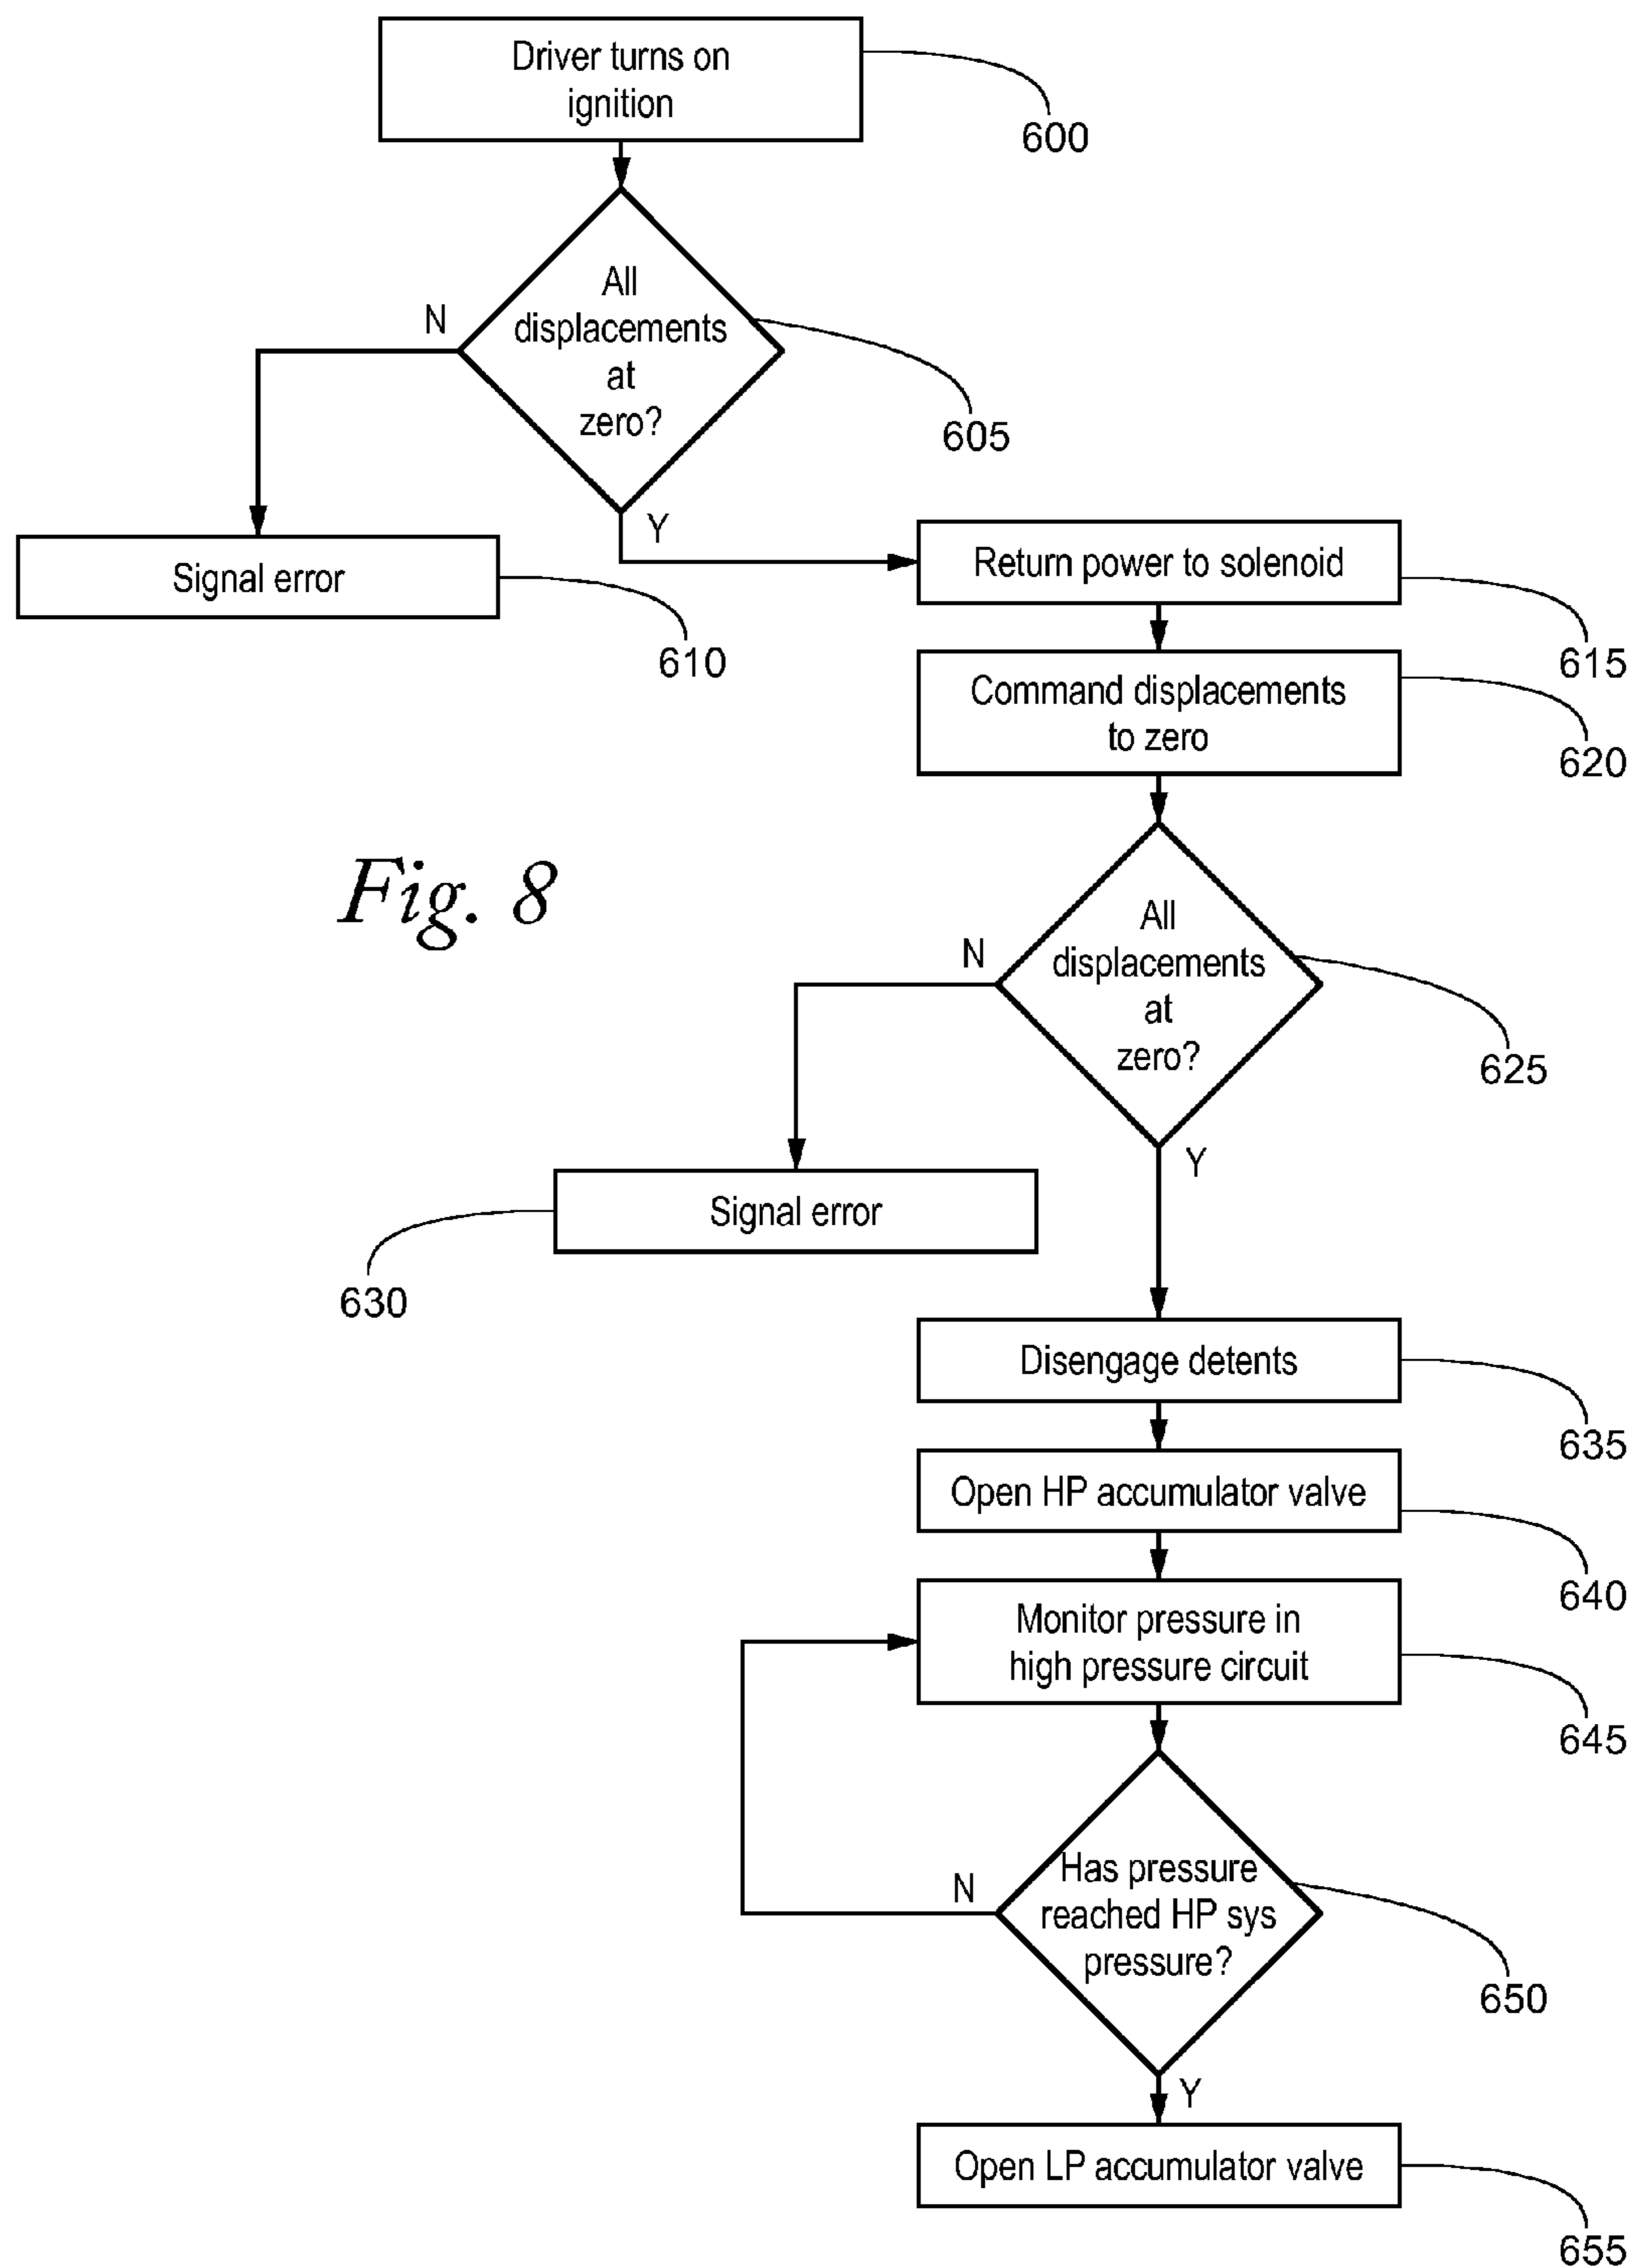 Driver turns on
ignition
600
All
displacements
at
zero?
N
605
Y
Signal error
610
Return power to solenoid
615
Command displacements
to zero
620
Fig. 8
All
displacements
at
zero?
N
625
Y
Signal error
630
Disengage detents
635
Open HP accumulator valve
640
Monitor pressure in
high pressure circuit
645
Has pressure
reached HP sys
pressure?
N
650
Y
Open LP accumulator valve
655